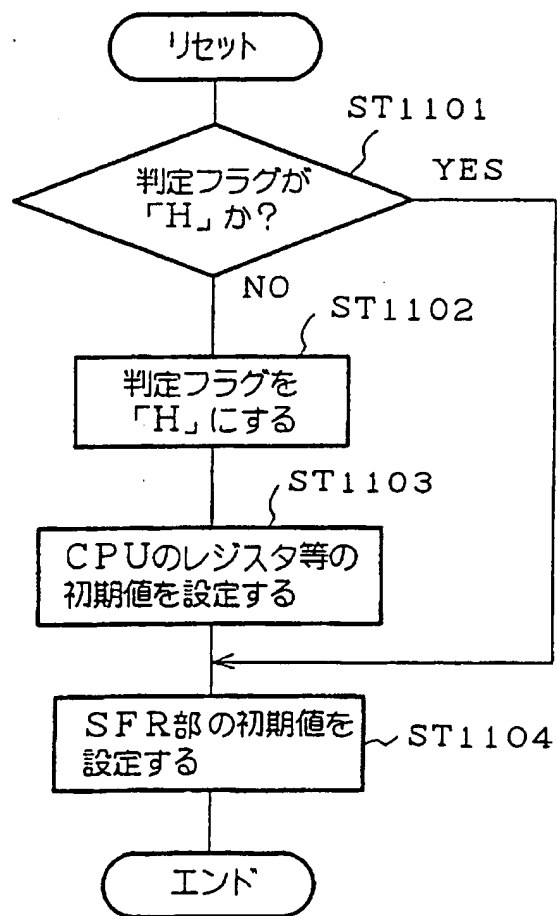 リセット
ST1101
判定フラグが
「H」か？
YES
NO
ST1102
判定フラグを
「H」にする
ST1103
CPUのレジスタ等の
初期値を設定する
SFR部の初期値を
設定する
ST1104
エンド